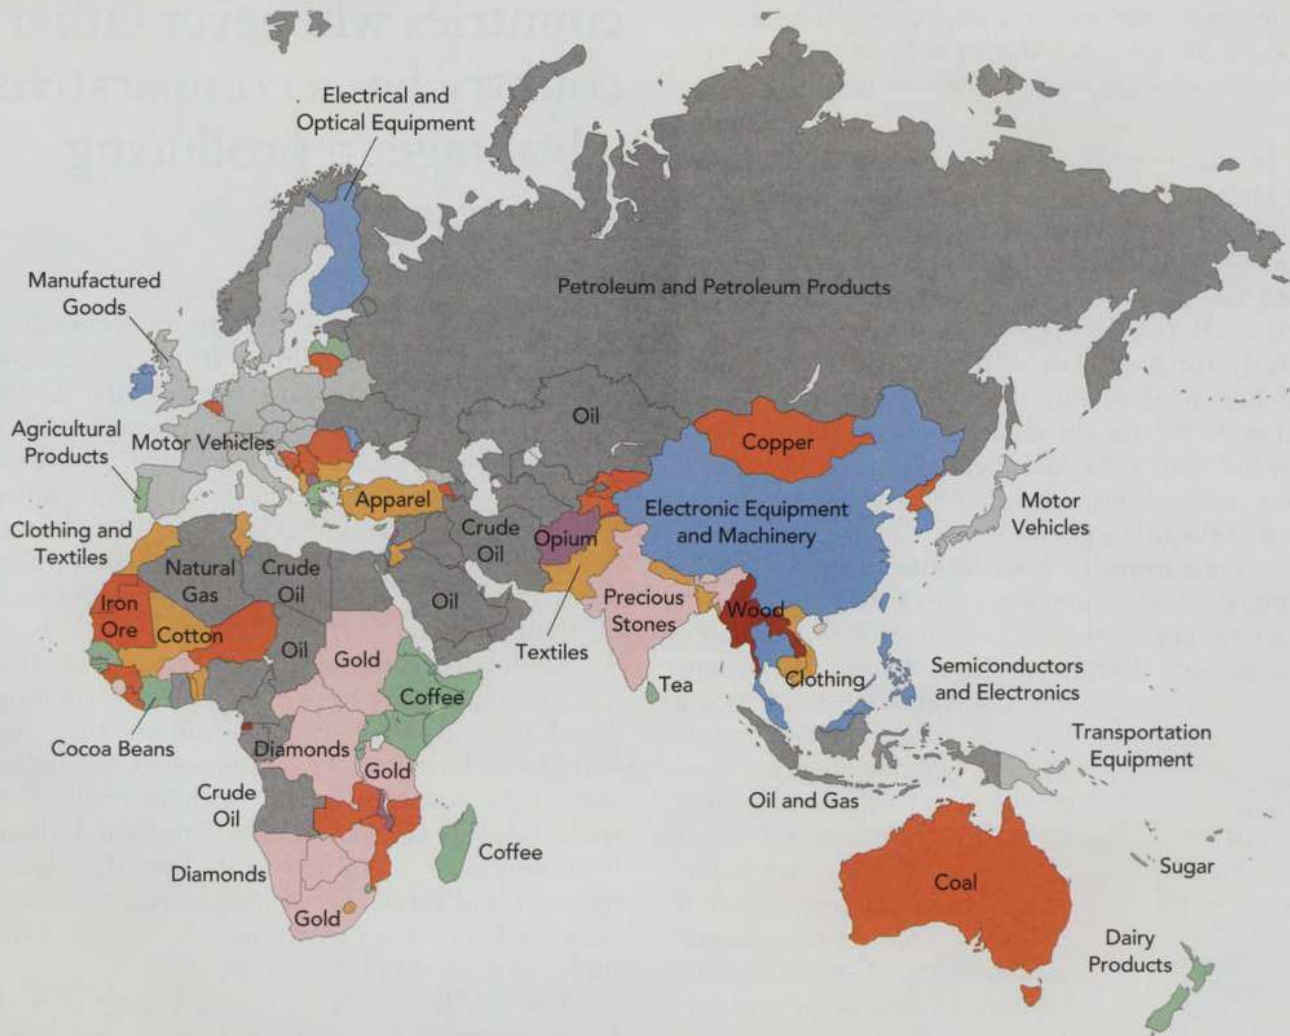 Electrical and
Optical Equipment
Manufactured
Goods
Petroleum and Petroleum Products
Agricultural
Products
Motor Vehicles
Oil
Copper
Clothing and
Textiles
Apparel
Crude
Oil
Opium
Electronic Equipment
and Machinery
Motor
Vehicles
Natural
Gas
Crude
Oil
Iron
Ore
Cotton
Oil
Oil
Precious
Stones
Wood
Textiles
Gold
Coffee
Tea
Clothing
Semiconductors
and Electronics
Cocoa Beans
Diamonds
Gold
Transportation
Equipment
Crude
Oil
Oil and Gas
Coffee
Diamonds
Gold
Coal
Sugar
Dairy
Products